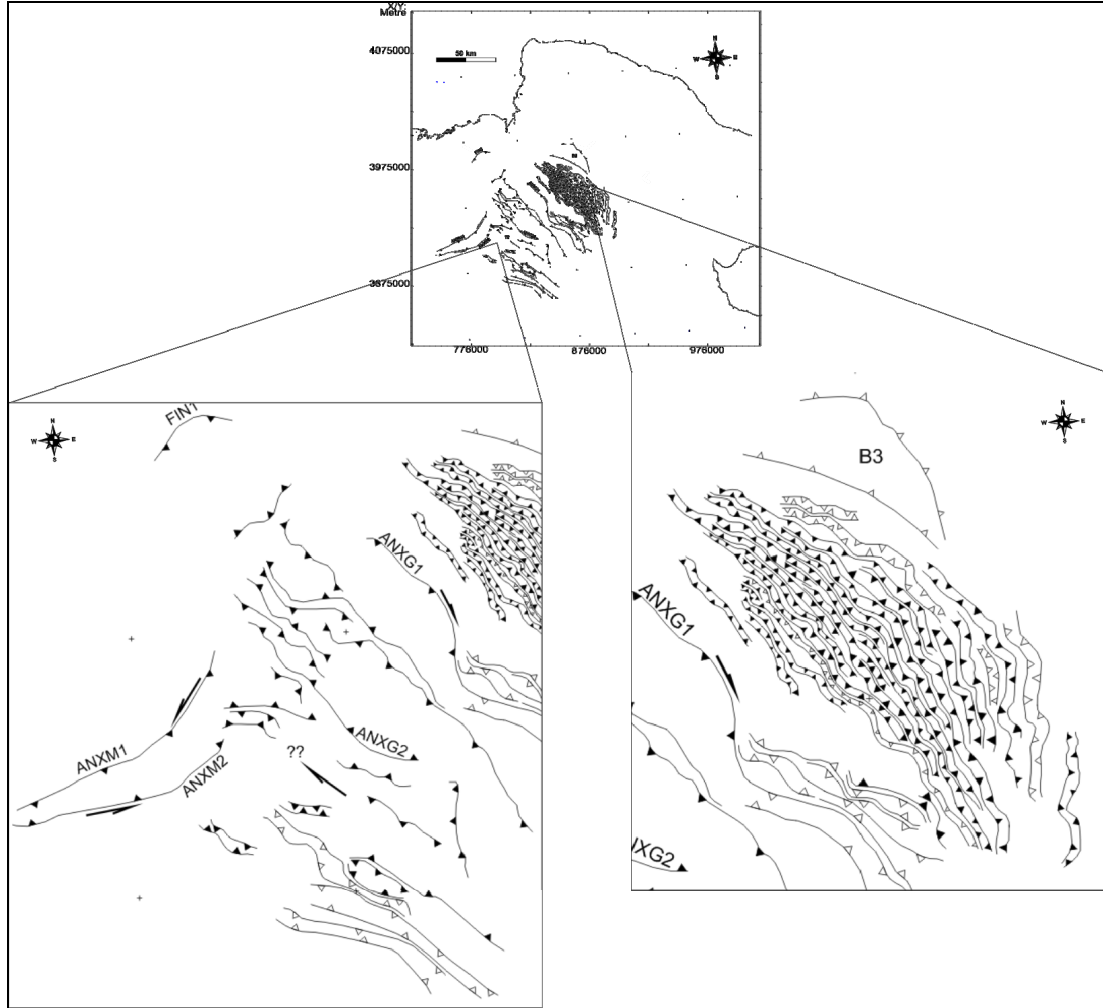 X/Y:
Metre
4075000
50 km
N
W
E
S
3975000
3875000
776000
876000
976000
FIN1
N
W
E
S
ANXG1
ANXM1
ANXM2
ANXG2
??
N
W
E
S
B3
ANXG1
NXG2